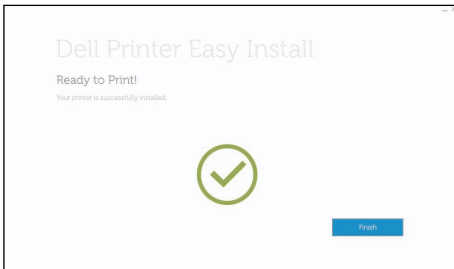 Dell Printer Easy Install
Ready to Print!
Your printer is successfully installed.
Finish